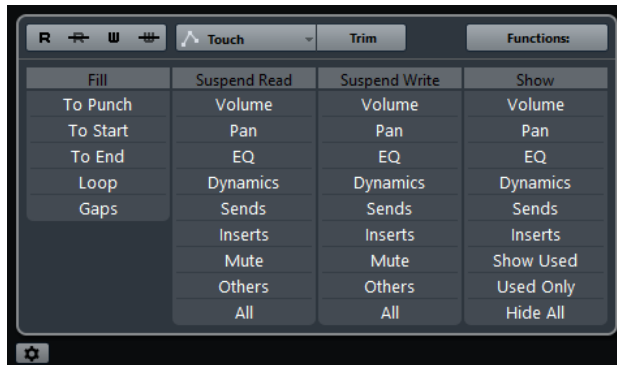 R R W W Touch Trim Functions:
Fill Suspend Read Suspend Write Show
To Punch Volume Volume Volume
To Start Pan Pan Pan
To End EQ EQ EQ
Loop Dynamics Dynamics Dynamics
Gaps Sends Sends Sends
Inserts Inserts Inserts
Mute Mute Show Used
Others Others Used Only
All All Hide All